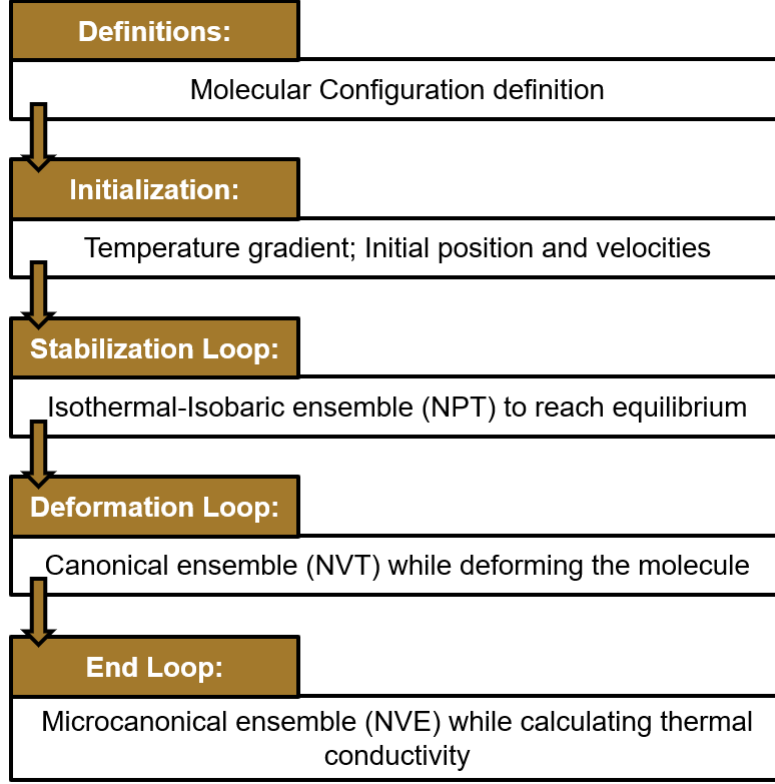 Definitions:
Molecular Configuration definition
Initialization:
Temperature gradient; Initial position and velocities
Stabilization Loop:
Isothermal-Isobaric ensemble (NPT) to reach equilibrium
Deformation Loop:
Canonical ensemble (NVT) while deforming the molecule
End Loop:
Microcanonical ensemble (NVE) while calculating thermal
conductivity